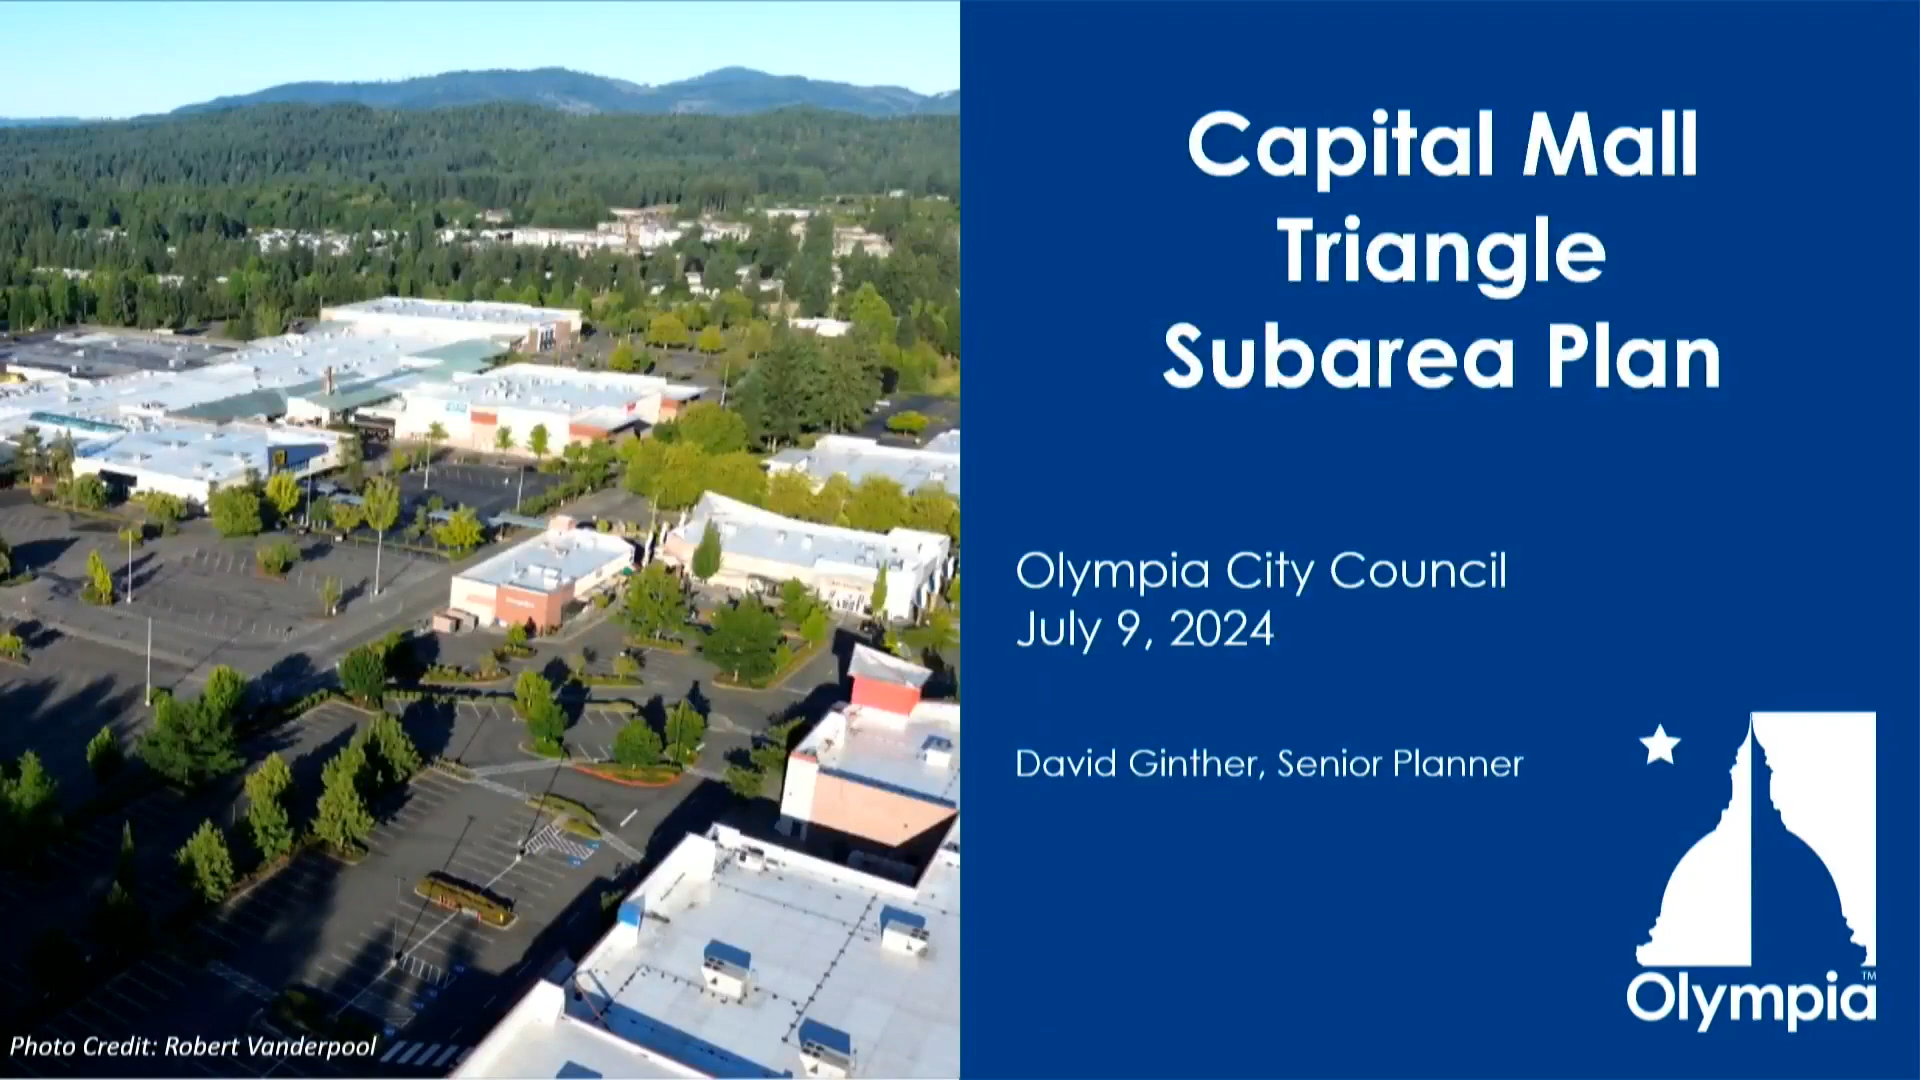 Capital Mall
Triangle
Subarea Plan
Olympia City Council
July 9, 2024
David Ginther, Senior Planner
Olympia™
Photo Credit: Robert Vanderpool